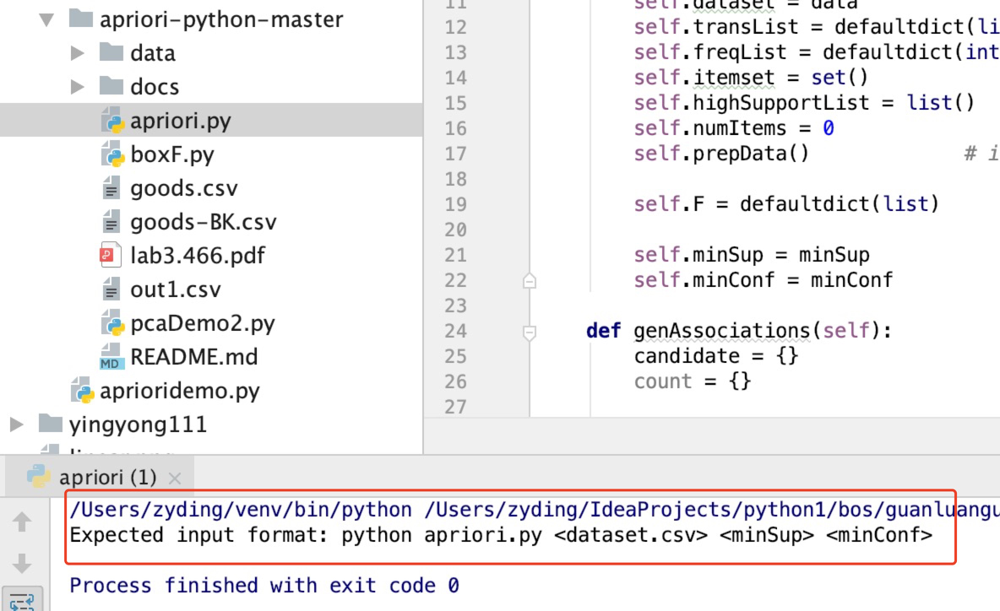 apriori-python-master
data
docs
apriori.py
boxF.py
goods.csv
goods-BK.csv
lab3.466.pdf
out1.csv
pcaDemo2.py
MD README.md
aprioridemo.py
yingyong111
11 self.dataset = data
12 self.transList = defaultdict(li
13 self.freqList = defaultdict(int
14 self.itemset = set()
15 self.highSupportList = list()
16 self.numItems = 0
17 self.prepData() # i
18
19 self.F = defaultdict(list)
20
21 self.minSup = minSup
22 self.minConf = minConf
23
24 def genAssociations(self):
25 candidate = {}
26 count = {}
27
apriori (1)
/Users/zyding/venv/bin/python /Users/zyding/IdeaProjects/python1/bos/guanluangu
Expected input format: python apriori.py <dataset.csv> <minSup> <minConf>
Process finished with exit code 0